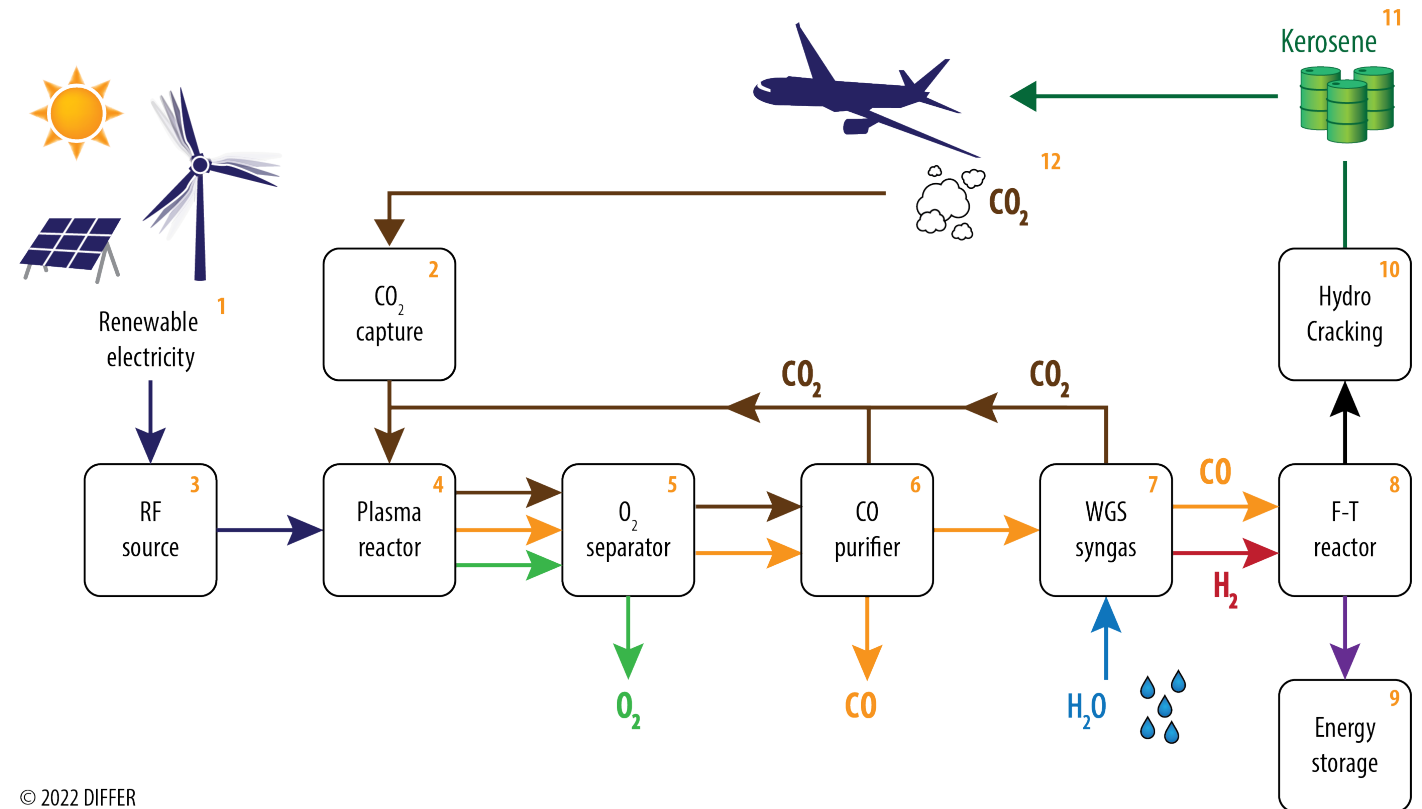 11
Kerosene
12
CO₂
1
Renewable
electricity
2
CO₂
capture
10
Hydro
Cracking
CO₂
CO₂
3
RF
source
4
Plasma
reactor
5
O₂
separator
6
CO
purifier
7
WGS
syngas
CO
H₂
8
F-T
reactor
O₂
CO
H₂O
9
Energy
storage
© 2022 DIFFER